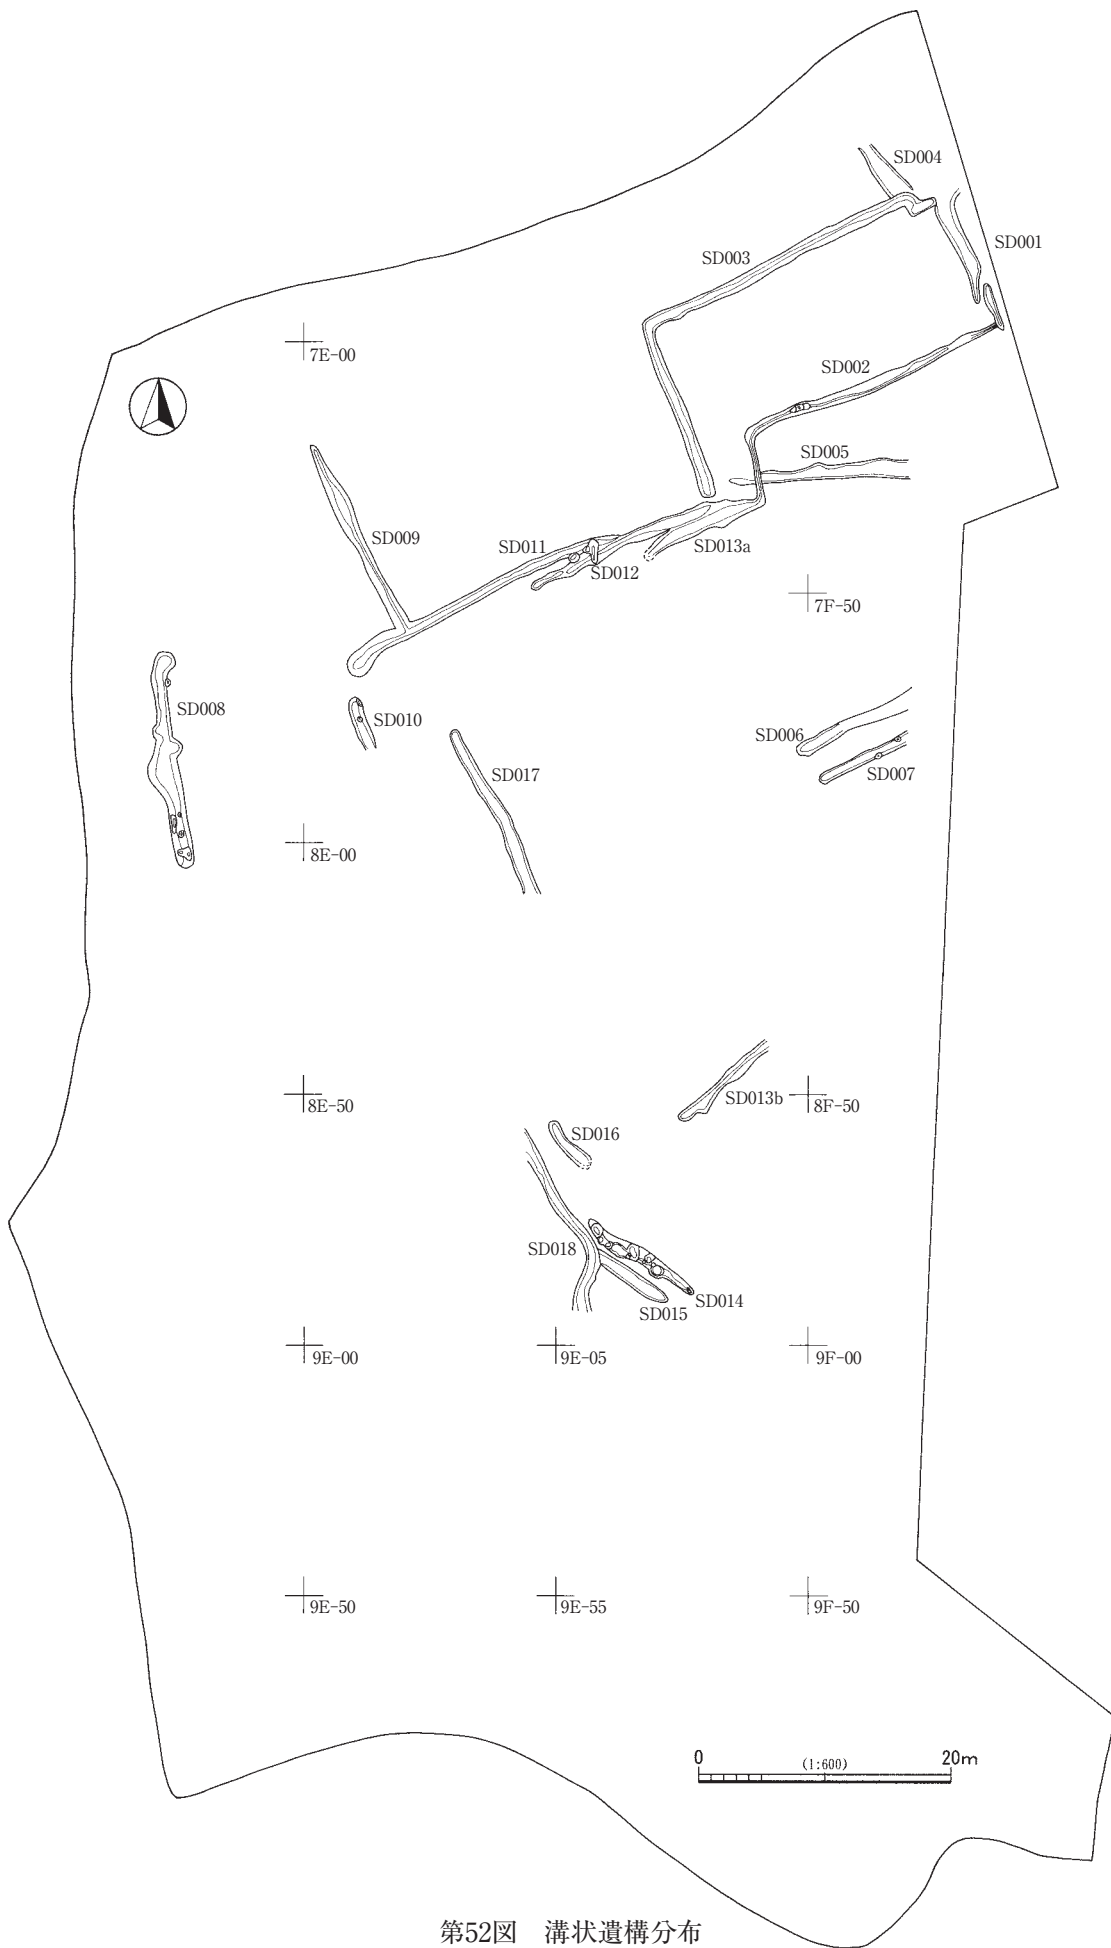 SD004
SD001
SD003
7E-00
SD002
SD005
SD009
SD011
SD013a
SD012
7F-50
SD008
SD010
SD006
SD017
SD007
8E-00
8E-50
SD013b
8F-50
SD016
SD018
SD014
SD015
9E-00
9E-05
9F-00
9E-50
9E-55
9F-50
0
(1:600)
20m
第52図　溝状遺構分布